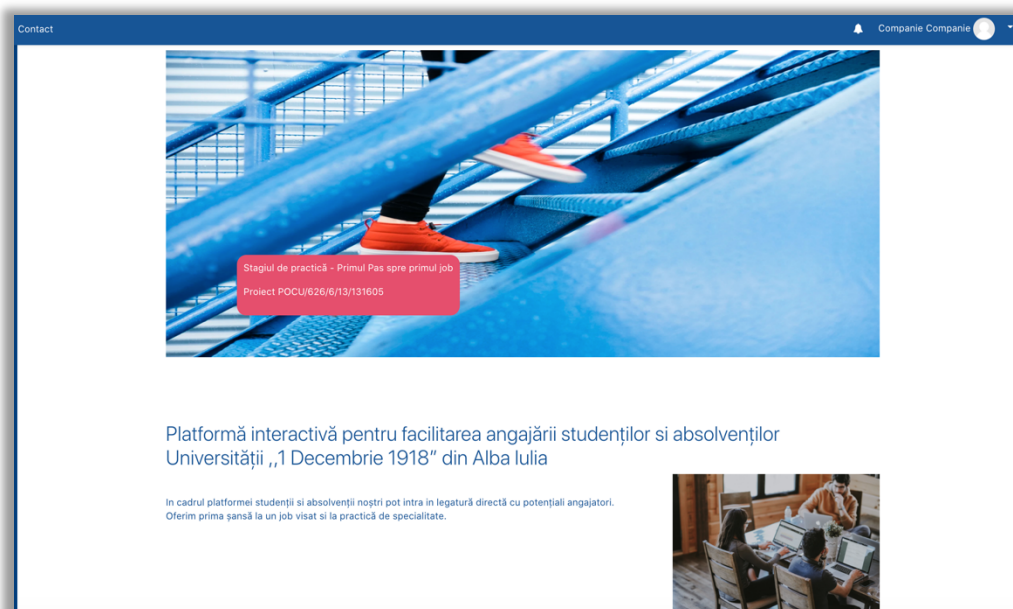 Contact
Companie Companie
Stagiul de practică - Primul Pas spre primul job
Proiect POCU/626/6/13/131605
Platformă interactivă pentru facilitarea angajării studenților si absolvenților
Universității ,,1 Decembrie 1918” din Alba Iulia
In cadrul platformei studenții si absolvenții noștri pot intra in legatură directă cu potențiali angajatori.
Oferim prima șansă la un job visat si la practică de specialitate.